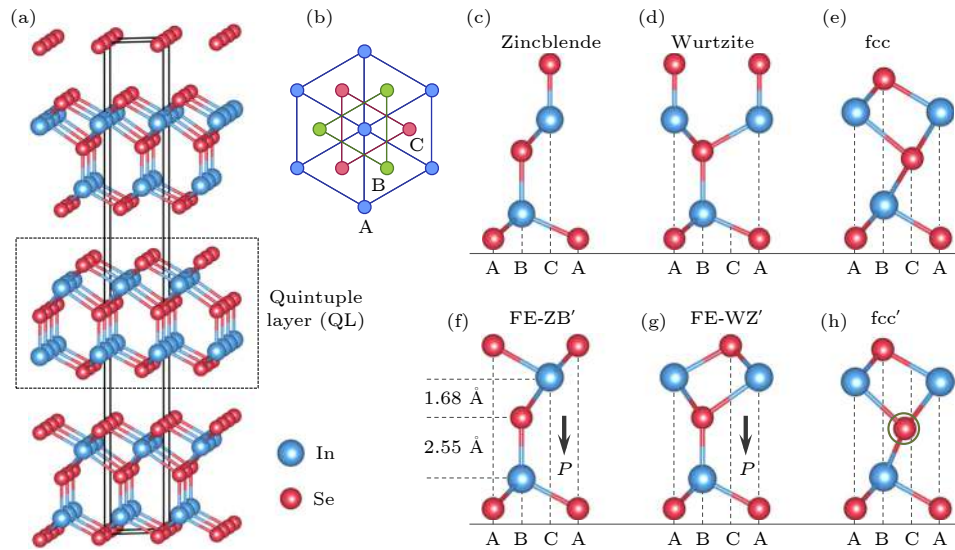 (a)
(b)
(c)
(d)
(e)
Zincblende
Wurtzite
fcc
C
B
A
A B C A
A B C A
A B C A
Quintuple
layer (QL)
In
Se
(f)
(g)
(h)
FE-ZB′
FE-WZ′
fcc′
1.68 Å
2.55 Å
P
P
A B C A
A B C A
A B C A